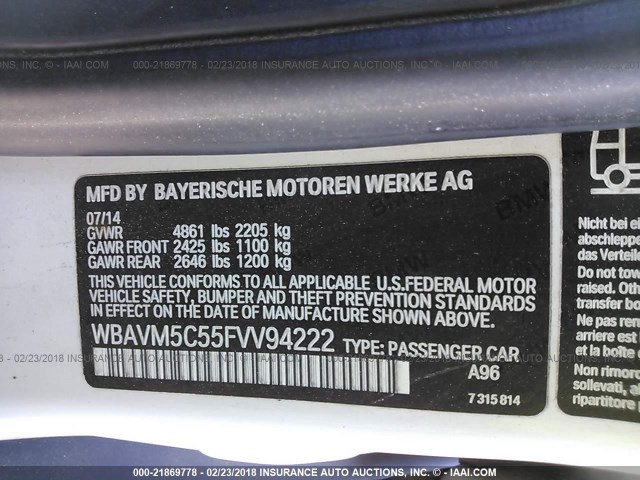 000-21869778 - 02/23/2018 INSURANCE AUTO AUCTIONS, INC. - © IAAI.COM
MFD BY BAYERISCHE MOTOREN WERKE AG
07/14
GVWR 4861 lbs 2205 kg
GAWR FRONT 2425 lbs 1100 kg
GAWR REAR 2646 lbs 1200 kg
THIS VEHICLE CONFORMS TO ALL APPLICABLE U.S.FEDERAL MOTOR
VEHICLE SAFETY, BUMPER AND THEFT PREVENTION STANDARDS
IN EFFECT ON THE DATE OF MANUFACTURE SHOWN ABOVE.
WBAVM5C55FVV94222 TYPE: PASSENGER CAR
A96
7 315 814
Nicht bei ei
abschleppe
das Verteile
Do not tow
raised. Othe
transfer box
Ne pas rem
arriere est
et la boite
Non rimorc
sollevati, al
ripartitore p
000-21869778 - 02/23/2018 INSURANCE AUTO AUCTIONS, INC. - © IAAI.COM